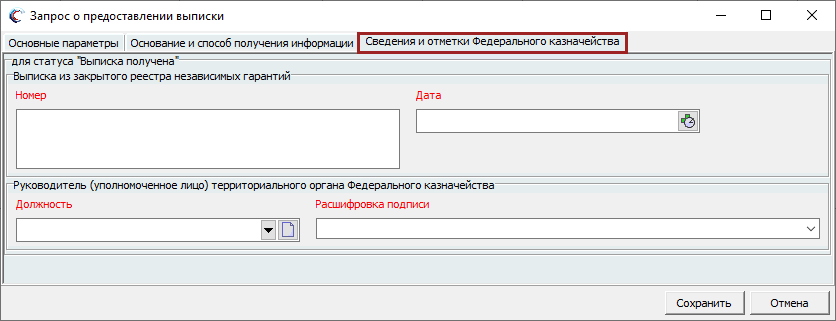 Запрос о предоставлении выписки
Основные параметры Основание и способ получения информации Сведения и отметки Федерального казначейства
для статуса "Выписка получена"
Выписка из закрытого реестра независимых гарантий
Номер Дата
Руководитель (уполномоченное лицо) территориального органа Федерального казначейства
Должность Расшифровка подписи
Сохранить Отмена